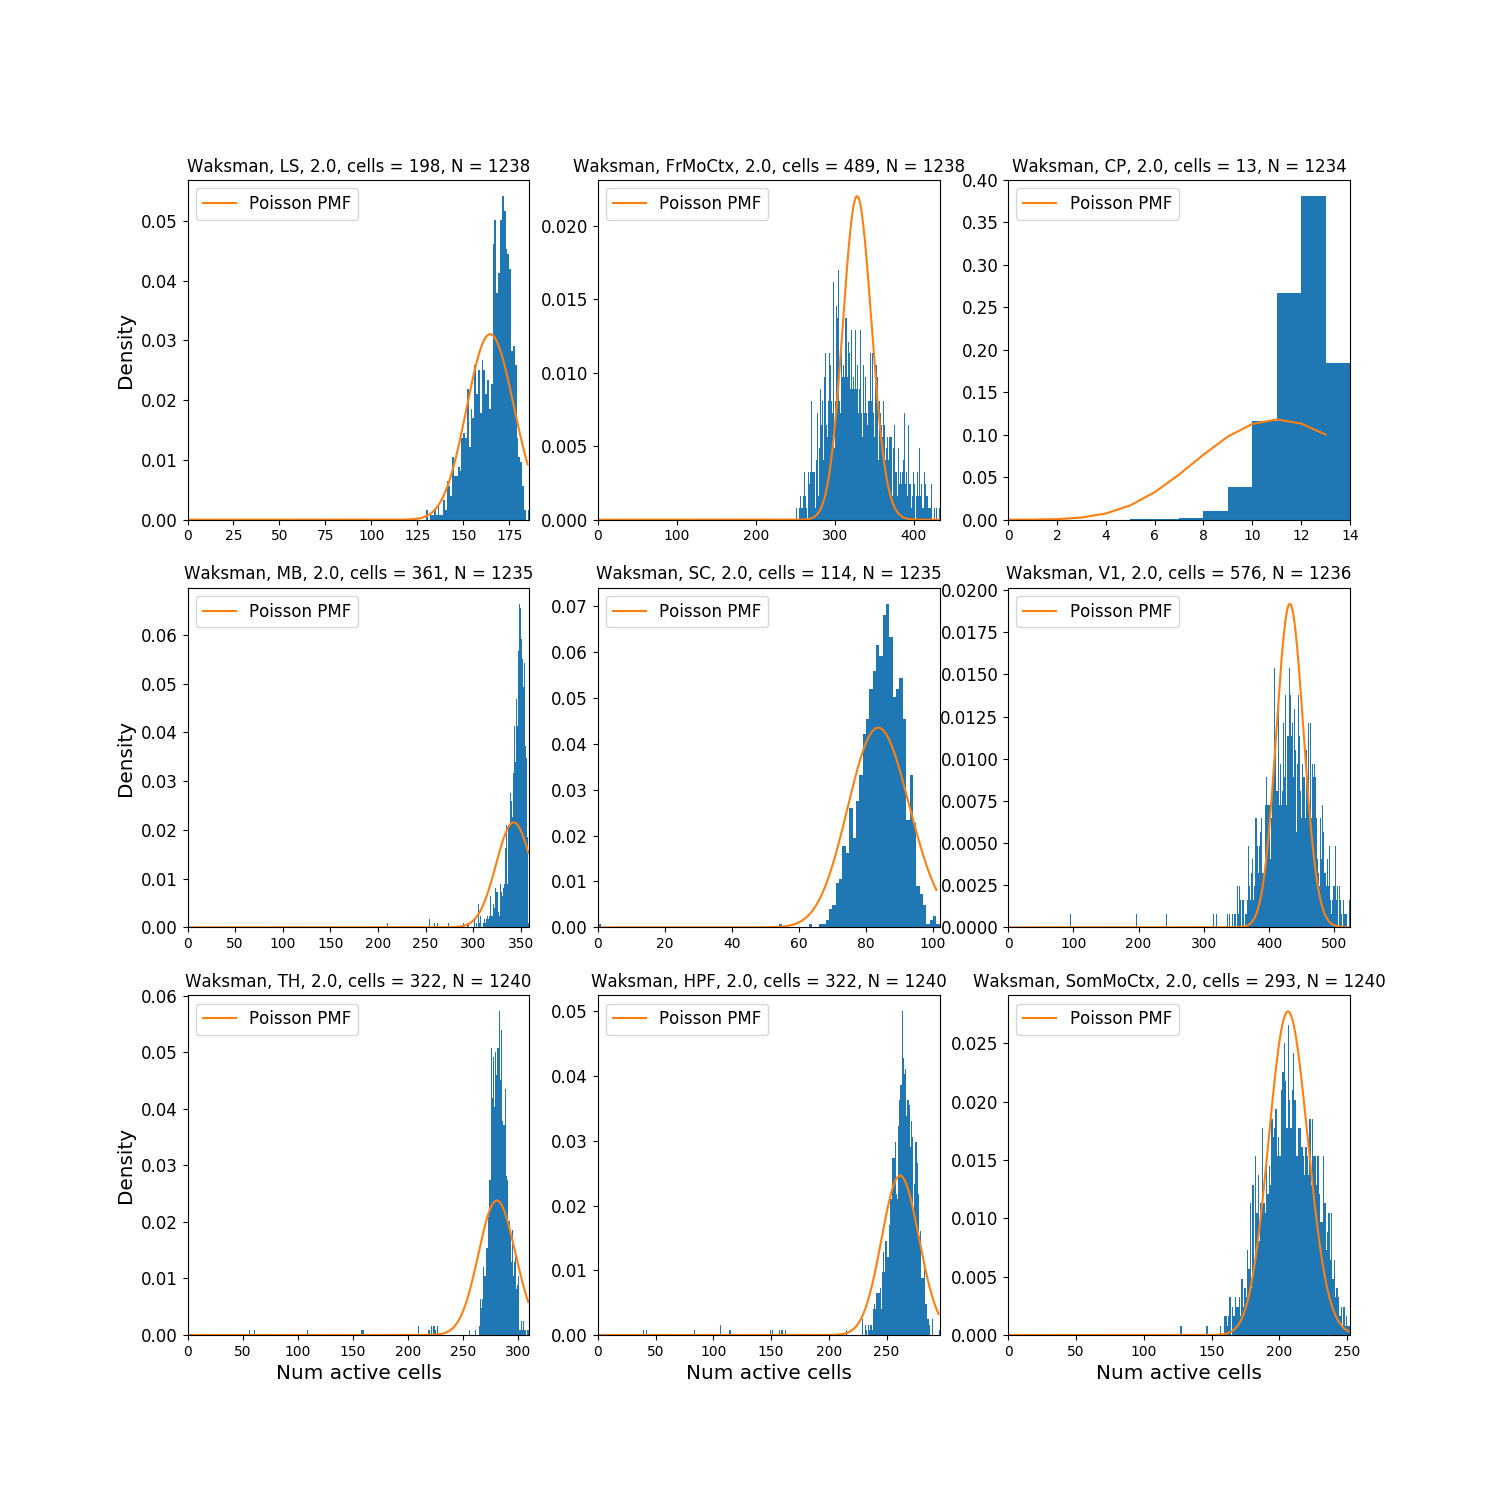 Waksman, LS, 2.0, cells = 198, N = 1238
Waksman, FrMoCtx, 2.0, cells = 489, N = 1238
Waksman, CP, 2.0, cells = 13, N = 1234
Poisson PMF
Poisson PMF
Poisson PMF
Density
0.05
0.04
0.03
0.02
0.01
0.00
0 25 50 75 100 125 150 175
0.020
0.015
0.010
0.005
0.000
0 100 200 300 400
0.40
0.35
0.30
0.25
0.20
0.15
0.10
0.05
0.00
0 2 4 6 8 10 12 14
Waksman, MB, 2.0, cells = 361, N = 1235
Waksman, SC, 2.0, cells = 114, N = 1235
Waksman, V1, 2.0, cells = 576, N = 1236
Poisson PMF
Poisson PMF
Poisson PMF
Density
0.06
0.05
0.04
0.03
0.02
0.01
0.00
0 50 100 150 200 250 300 350
0.07
0.06
0.05
0.04
0.03
0.02
0.01
0.00
0 20 40 60 80 100
0.0200
0.0175
0.0150
0.0125
0.0100
0.0075
0.0050
0.0025
0.0000
0 100 200 300 400 500
Waksman, TH, 2.0, cells = 322, N = 1240
Waksman, HPF, 2.0, cells = 322, N = 1240
Waksman, SomMoCtx, 2.0, cells = 293, N = 1240
Poisson PMF
Poisson PMF
Poisson PMF
Density
0.06
0.05
0.04
0.03
0.02
0.01
0.00
0 50 100 150 200 250 300
Num active cells
0.05
0.04
0.03
0.02
0.01
0.00
0 50 100 150 200 250
Num active cells
0.025
0.020
0.015
0.010
0.005
0.000
0 50 100 150 200 250
Num active cells